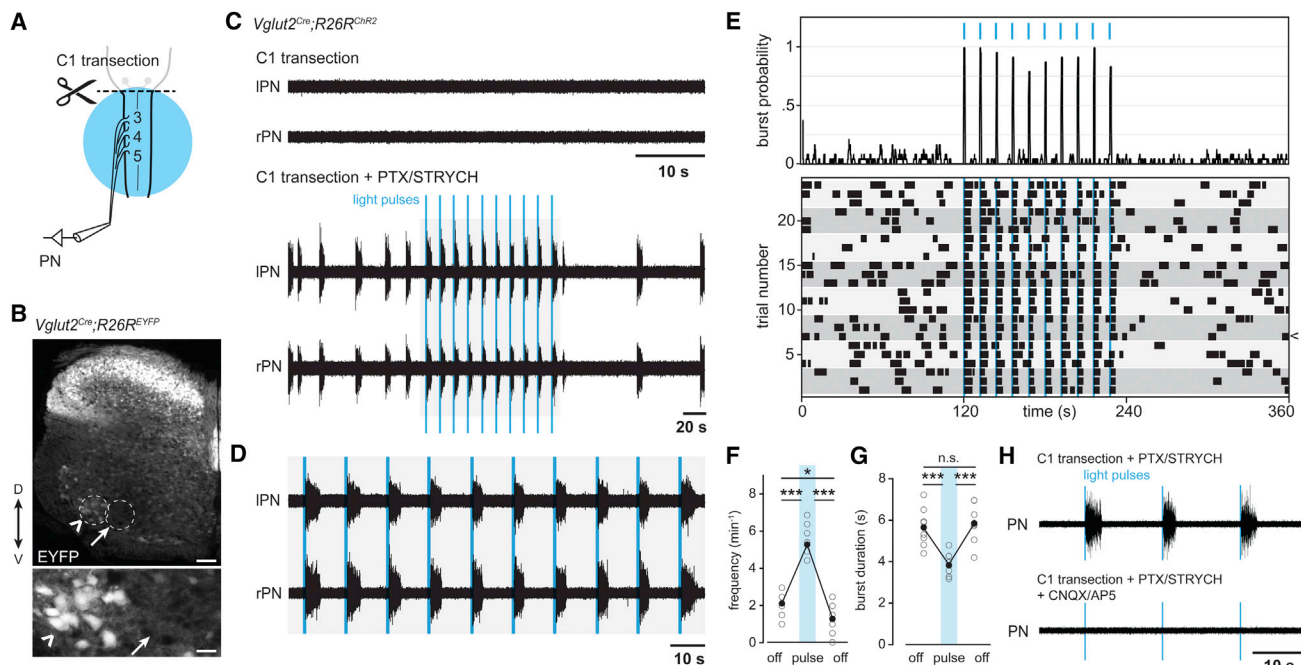 A
C1 transection
3
4
5
PN
B
Vglut2Cre;R26REYFP
D
V
EYFP
C
Vglut2Cre;R26RChR2
C1 transection
lPN
rPN
10 s
C1 transection + PTX/STRYCH
light pulses
lPN
rPN
20 s
D
lPN
rPN
10 s
E
burst probability
1
.5
0
trial number
20
15
10
5
<
0
120
time (s)
240
360
F
frequency (min-1)
8
6
4
2
0
*
*** ***
off pulse off
G
burst duration (s)
8
6
4
2
0
n.s.
*** ***
off pulse off
H
C1 transection + PTX/STRYCH
light pulses
PN
C1 transection + PTX/STRYCH
+ CNQX/AP5
PN
10 s